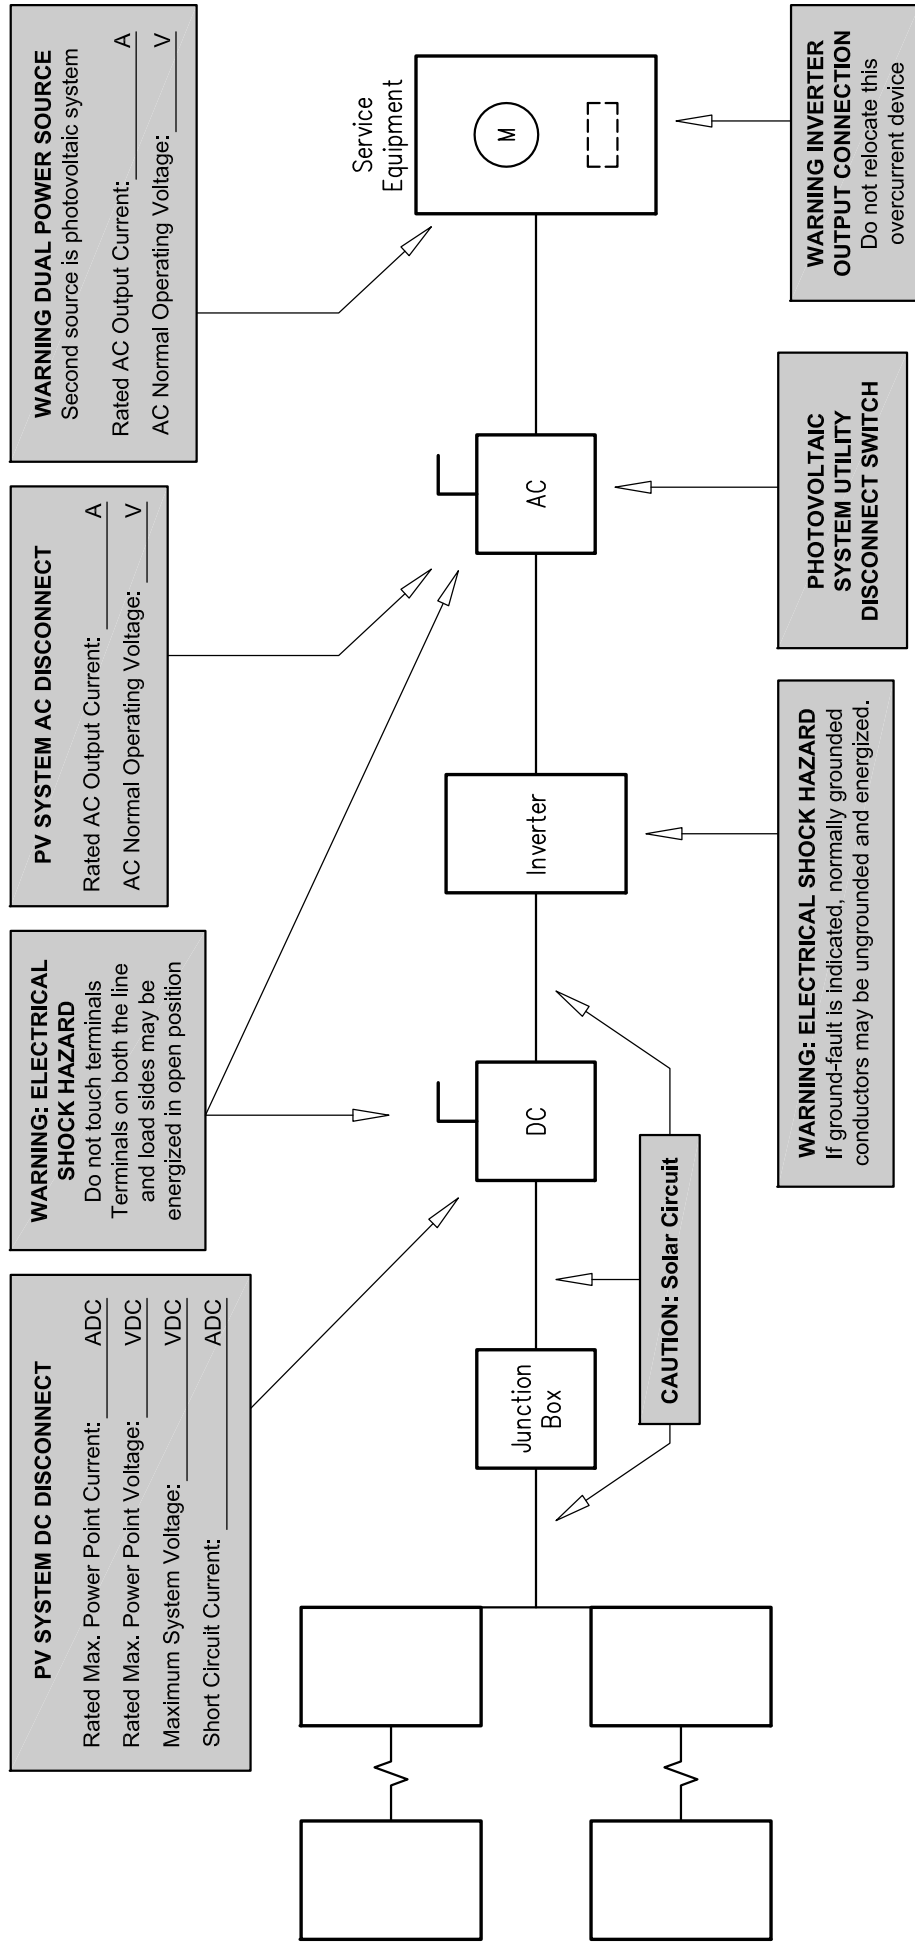 PV SYSTEM DC DISCONNECT
Rated Max. Power Point Current: ADC
Rated Max. Power Point Voltage: VDC
Maximum System Voltage: VDC
Short Circuit Current: ADC
WARNING: ELECTRICAL
SHOCK HAZARD
Do not touch terminals
Terminals on both the line
and load sides may be
energized in open position
PV SYSTEM AC DISCONNECT
Rated AC Output Current: A
AC Normal Operating Voltage: V
WARNING DUAL POWER SOURCE
Second source is photovoltaic system
Rated AC Output Current: A
AC Normal Operating Voltage: V
Junction
Box
DC
Inverter
AC
Service
Equipment
M
CAUTION: Solar Circuit
WARNING: ELECTRICAL SHOCK HAZARD
If ground-fault is indicated, normally grounded
conductors may be ungrounded and energized.
PHOTOVOLTAIC
SYSTEM UTILITY
DISCONNECT SWITCH
WARNING INVERTER
OUTPUT CONNECTION
Do not relocate this
overcurrent device